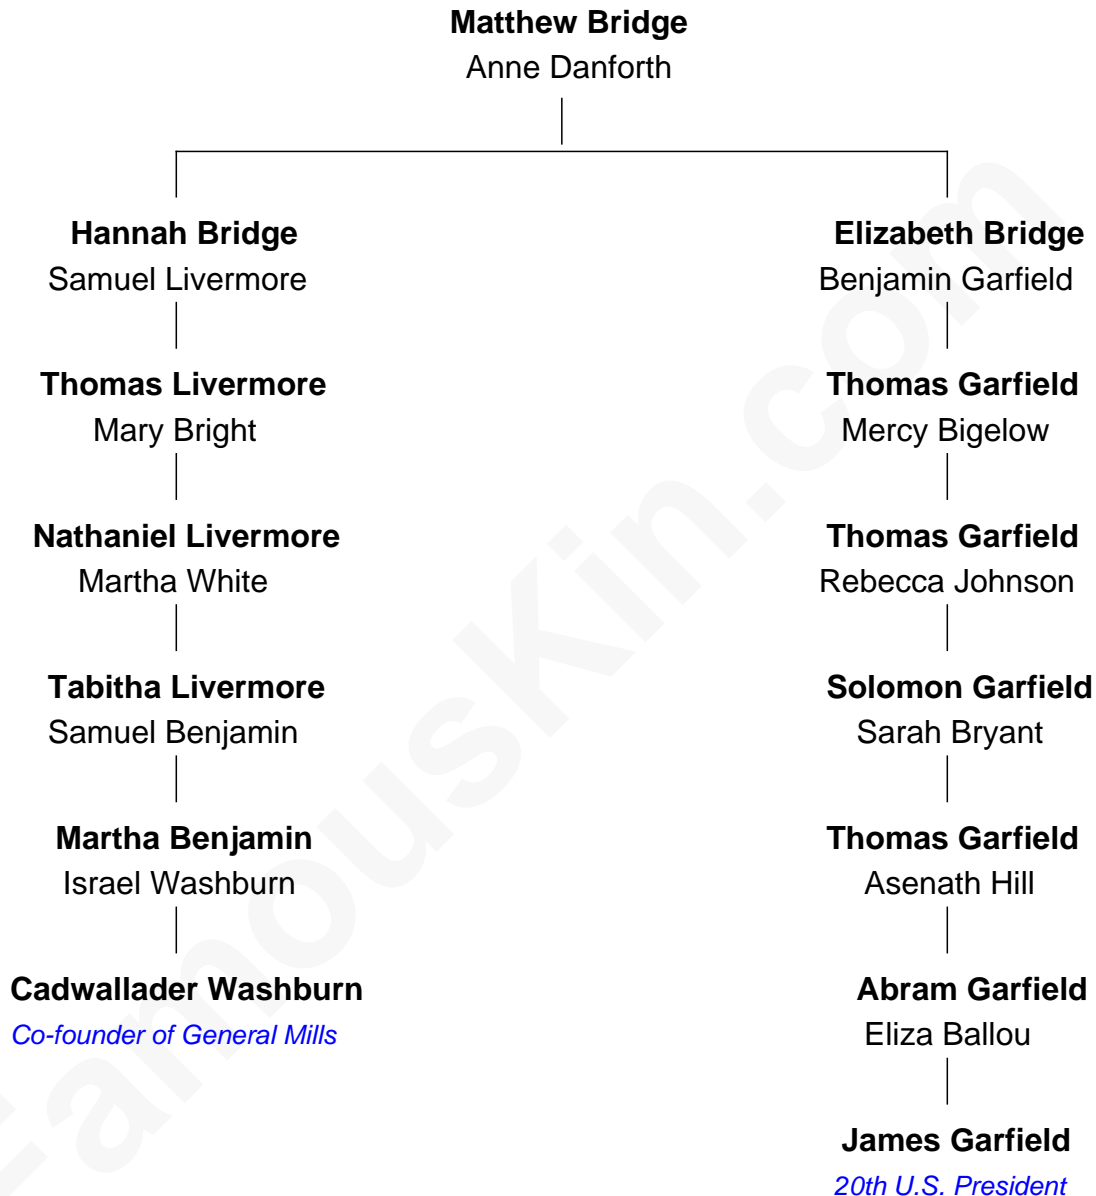 Matthew Bridge
Anne Danforth
Hannah Bridge
Samuel Livermore
Elizabeth Bridge
Benjamin Garfield
Thomas Livermore
Mary Bright
Thomas Garfield
Mercy Bigelow
Nathaniel Livermore
Martha White
Thomas Garfield
Rebecca Johnson
Tabitha Livermore
Samuel Benjamin
Solomon Garfield
Sarah Bryant
Martha Benjamin
Israel Washburn
Thomas Garfield
Asenath Hill
Cadwallader Washburn
Co-founder of General Mills
Abram Garfield
Eliza Ballou
James Garfield
20th U.S. President
FamousKin.com